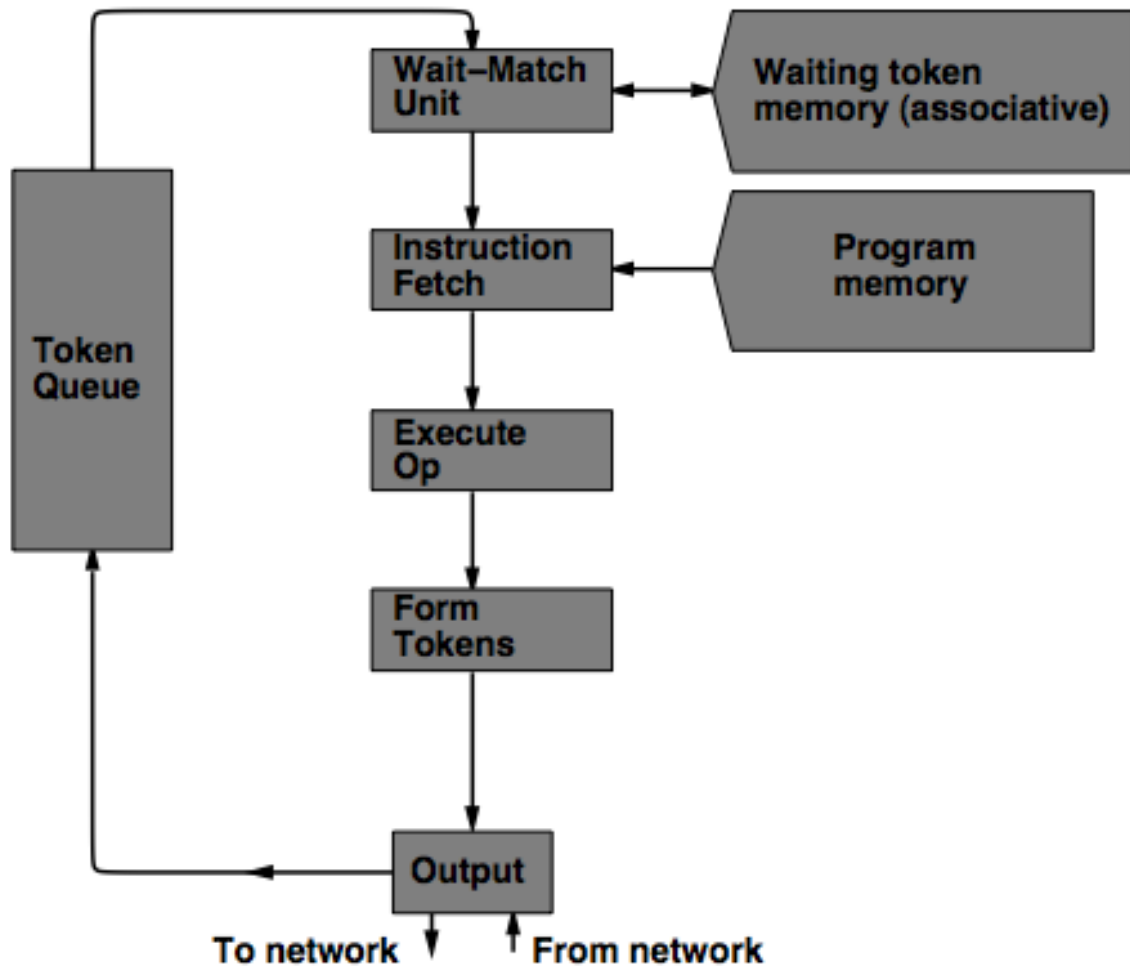 Wait–Match
Unit
Waiting token
memory (associative)
Instruction
Fetch
Program
memory
Token
Queue
Execute
Op
Form
Tokens
Output
To network
From network